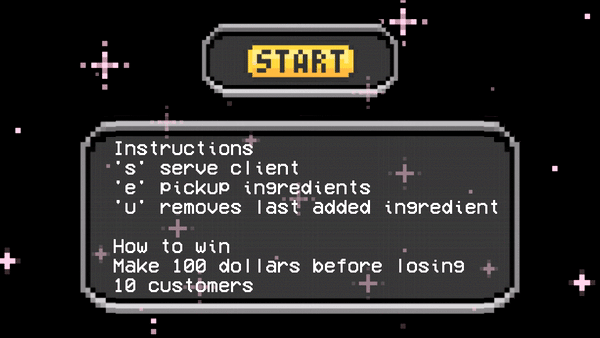 START
Instructions
's' serve client
'e' pickup ingredients
'u' removes last added ingredient
How to win
Make 100 dollars before losing
10 customers